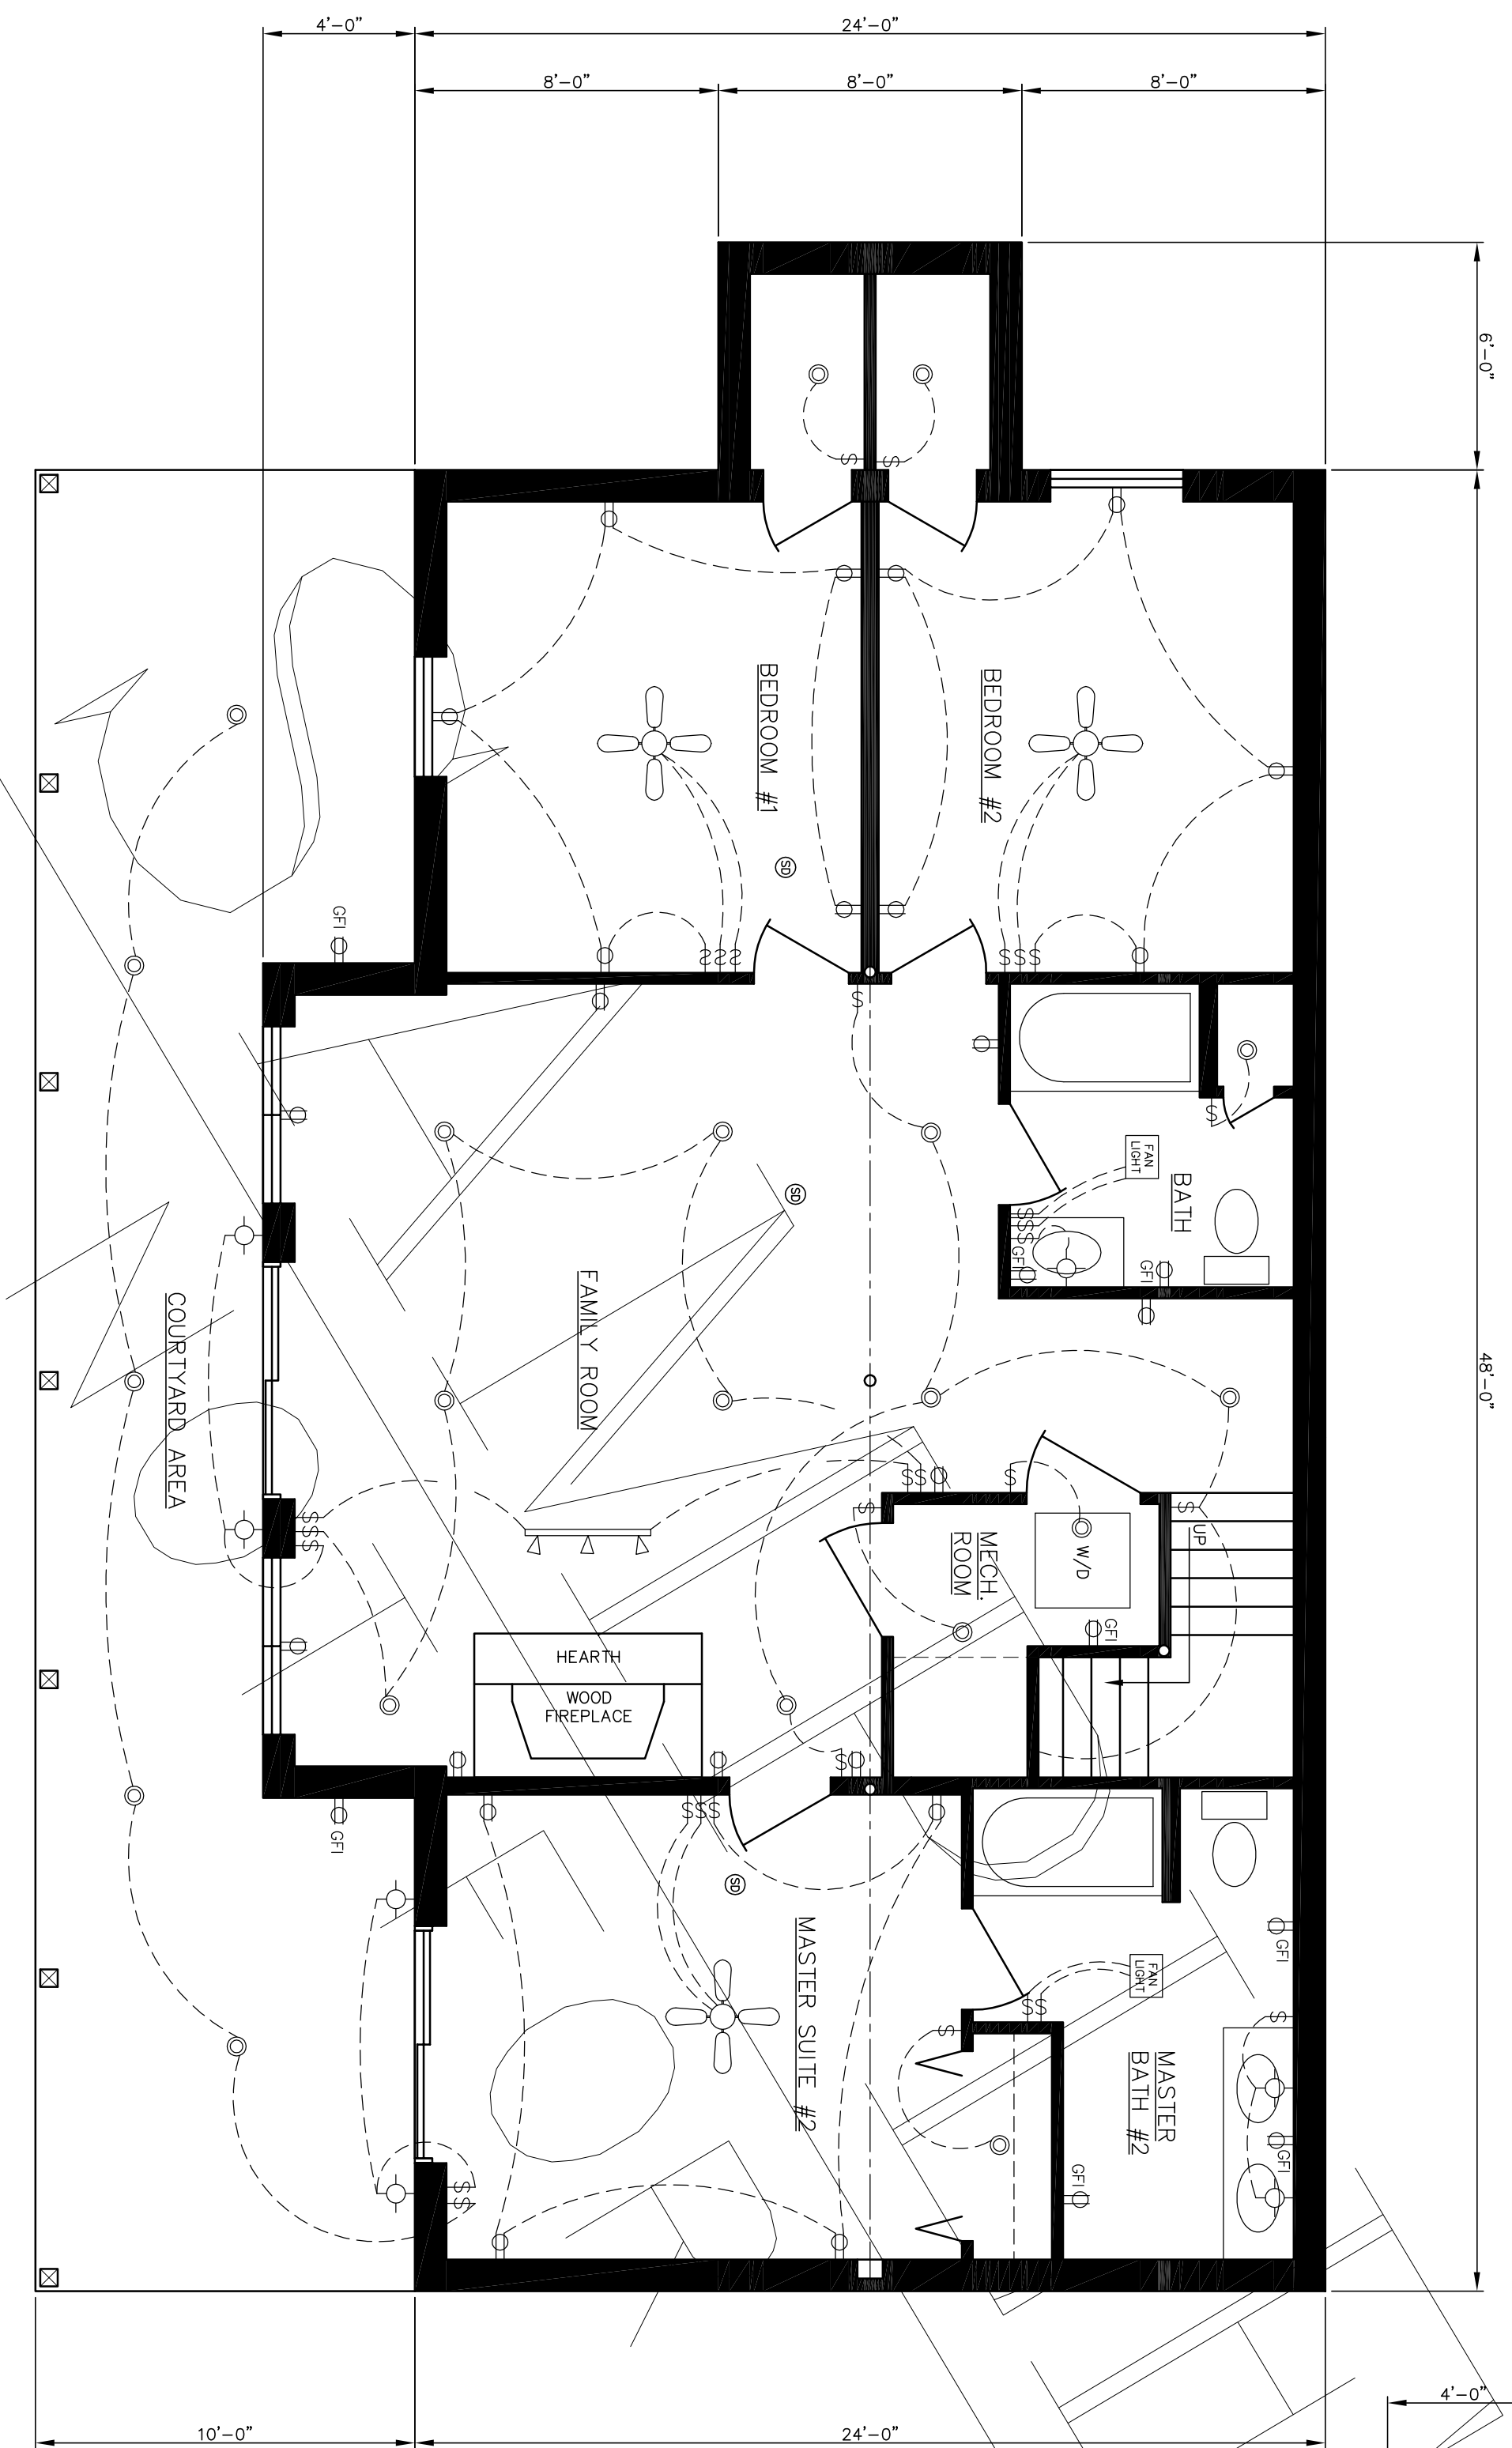 4'-0"
24'-0"
8'-0"
8'-0"
8'-0"
6'-0"
48'-0"
S
S
BEDROOM #1
BEDROOM #2
SD
GFI
S S S
S S S
S
S
FAN
LIGHT
BATH
SD
SSS
GFI
GFI
FAMILY ROOM
COURTYARD AREA
SS
S
S
S
UP
SSS
MECH.
ROOM
W/D
GFI
HEARTH
WOOD
FIREPLACE
S
SSS
GFI
SD
MASTER SUITE #2
GFI
FAN
LIGHT
SS
S
S
MASTER
BATH #2
GFI
GFI
SS
4'-0"
10'-0"
24'-0"